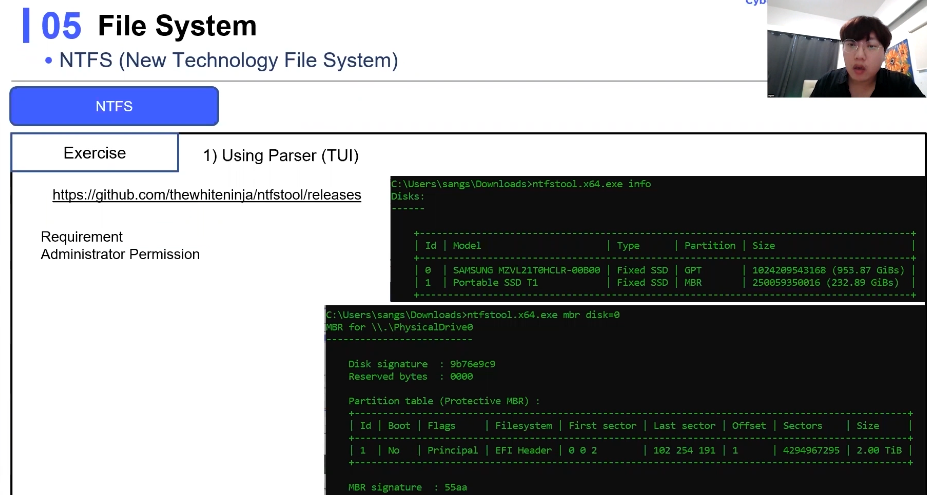 Cyb
05 File System
• NTFS (New Technology File System)
NTFS
Exercise
1) Using Parser (TUI)
https://github.com/thewhiteninja/ntfstool/releases
Requirement
Administrator Permission
C:\Users\sangs\Downloads>ntfstool.x64.exe info
Disks:
------
+-------------------------------------------------------------------------------+
| Id | Model | Type | Partition | Size |
+-------------------------------------------------------------------------------+
| 0 | SAMSUNG MZVL21T0HCLR-00B00 | Fixed SSD | GPT | 1024209543168 (953.87 GiBs) |
| 1 | Portable SSD T1 | Fixed SSD | MBR | 250059350016 (232.89 GiBs) |
+-------------------------------------------------------------------------------+
C:\Users\sangs\Downloads>ntfstool.x64.exe mbr disk=0
MBR for \\.\PhysicalDrive0
--------------------------
Disk signature : 9b76e9c9
Reserved bytes : 0000
Partition table (Protective MBR) :
+-------------------------------------------------------------------------------+
| Id | Boot | Flags | Filesystem | First sector | Last sector | Offset | Sectors | Size |
+-------------------------------------------------------------------------------+
| 1 | No | Principal | EFI Header | 0 0 2 | 102 254 191 | 1 | 4294967295 | 2.00 TiB |
+-------------------------------------------------------------------------------+
MBR signature : 55aa